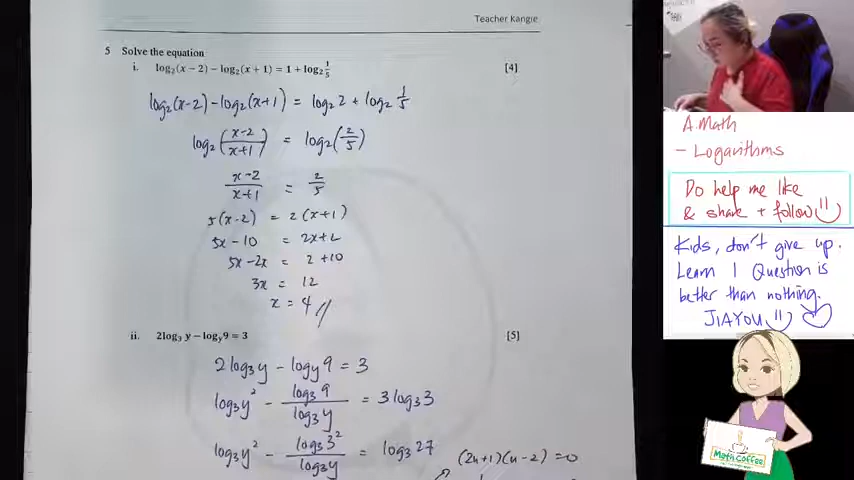 Teacher Kangie
5 Solve the equation
i. log₂(x − 2) − log₂(x + 1) = 1 + log₂ 1/5 [4]
log₂(x-2) - log₂(x+1) = log₂ 2 + log₂ 1/5
log₂((x-2)/(x+1)) = log₂(2/5)
(x-2)/(x+1) = 2/5
5(x-2) = 2(x+1)
5x - 10 = 2x+2
5x - 2x = 2 + 10
3x = 12
x = 4 //
ii. 2log₃ y − log_y 9 = 3 [5]
2 log₃y - log_y 9 = 3
log₃y² - (log₃ 9)/(log₃ y) = 3 log₃ 3
log₃y² - (log₃ 3²)/(log₃ y) = log₃ 27
(2u+1)(u-2) = 0
A.Math
- Logarithms
Do help me like
& share + follow
Kids, don't give up.
Learn 1 Question is
better than nothing.
JIAYOU
Math Coffee